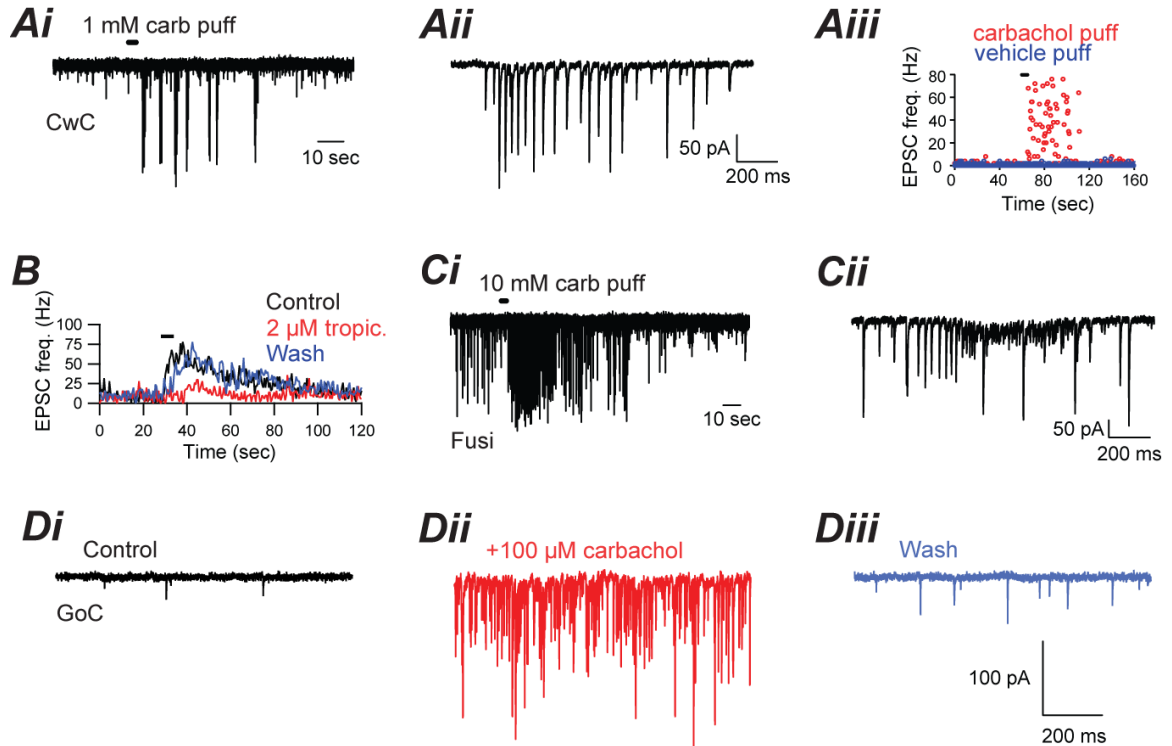 Ai
1 mM carb puff
CwC
10 sec
Aii
50 pA
200 ms
Aiii
carbachol puff
vehicle puff
EPSC freq. (Hz)
80
60
40
20
0
0 40 80 120 160
Time (sec)
B
Control
2 µM tropic.
Wash
EPSC freq. (Hz)
100
75
50
25
0
0 20 40 60 80 100 120
Time (sec)
Ci
10 mM carb puff
Fusi
10 sec
Cii
50 pA
200 ms
Di
Control
GoC
Dii
+100 µM carbachol
Diii
Wash
100 pA
200 ms